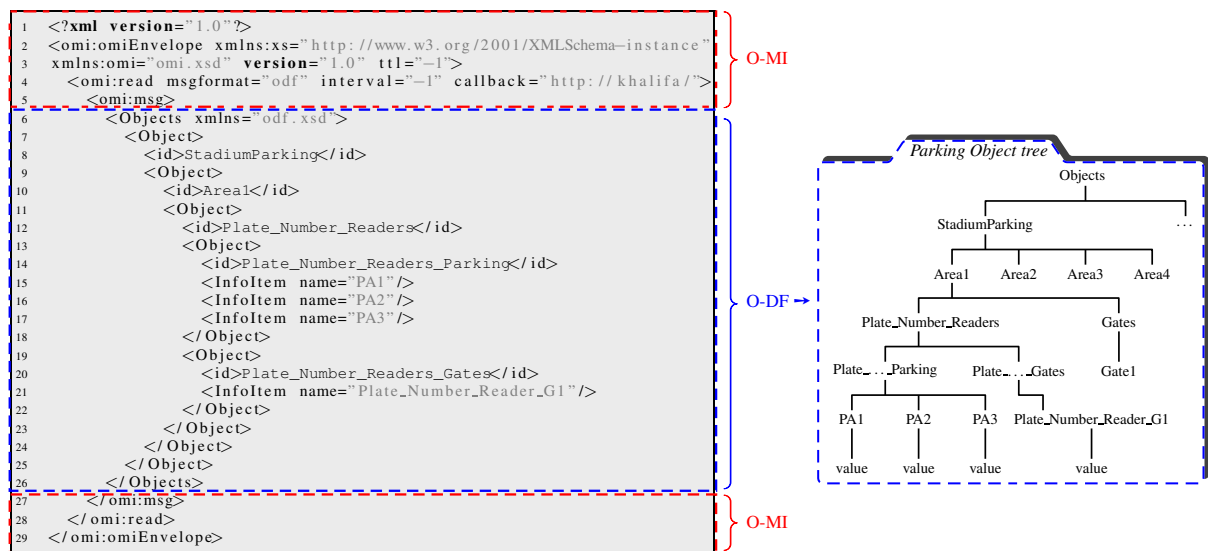 1 <?xml version="1.0"?>
2 <omi:omiEnvelope xmlns:xs="http://www.w3.org/2001/XMLSchema-instance"
3 xmlns:omi="omi.xsd" version="1.0" ttl="-1">
4 <omi:read msgformat="odf" interval="-1" callback="http://khalifa/">
5 <omi:msg>
6 <Objects xmlns="odf.xsd">
7 <Object>
8 <id>StadiumParking</id>
9 <Object>
10 <id>Area1</id>
11 <Object>
12 <id>Plate_Number_Readers</id>
13 <Object>
14 <id>Plate_Number_Readers_Parking</id>
15 <InfoItem name="PA1"/>
16 <InfoItem name="PA2"/>
17 <InfoItem name="PA3"/>
18 </Object>
19 <Object>
20 <id>Plate_Number_Readers_Gates</id>
21 <InfoItem name="Plate_Number_Reader_G1"/>
22 </Object>
23 </Object>
24 </Object>
25 </Object>
26 </Objects>
27 </omi:msg>
28 </omi:read>
29 </omi:omiEnvelope>
O-MI
O-DF
O-MI
Parking Object tree
Objects
StadiumParking ...
Area1 Area2 Area3 Area4
Plate_Number_Readers Gates
Plate_..._Parking Plate_..._Gates Gate1
PA1 PA2 PA3 Plate_Number_Reader_G1
value value value value